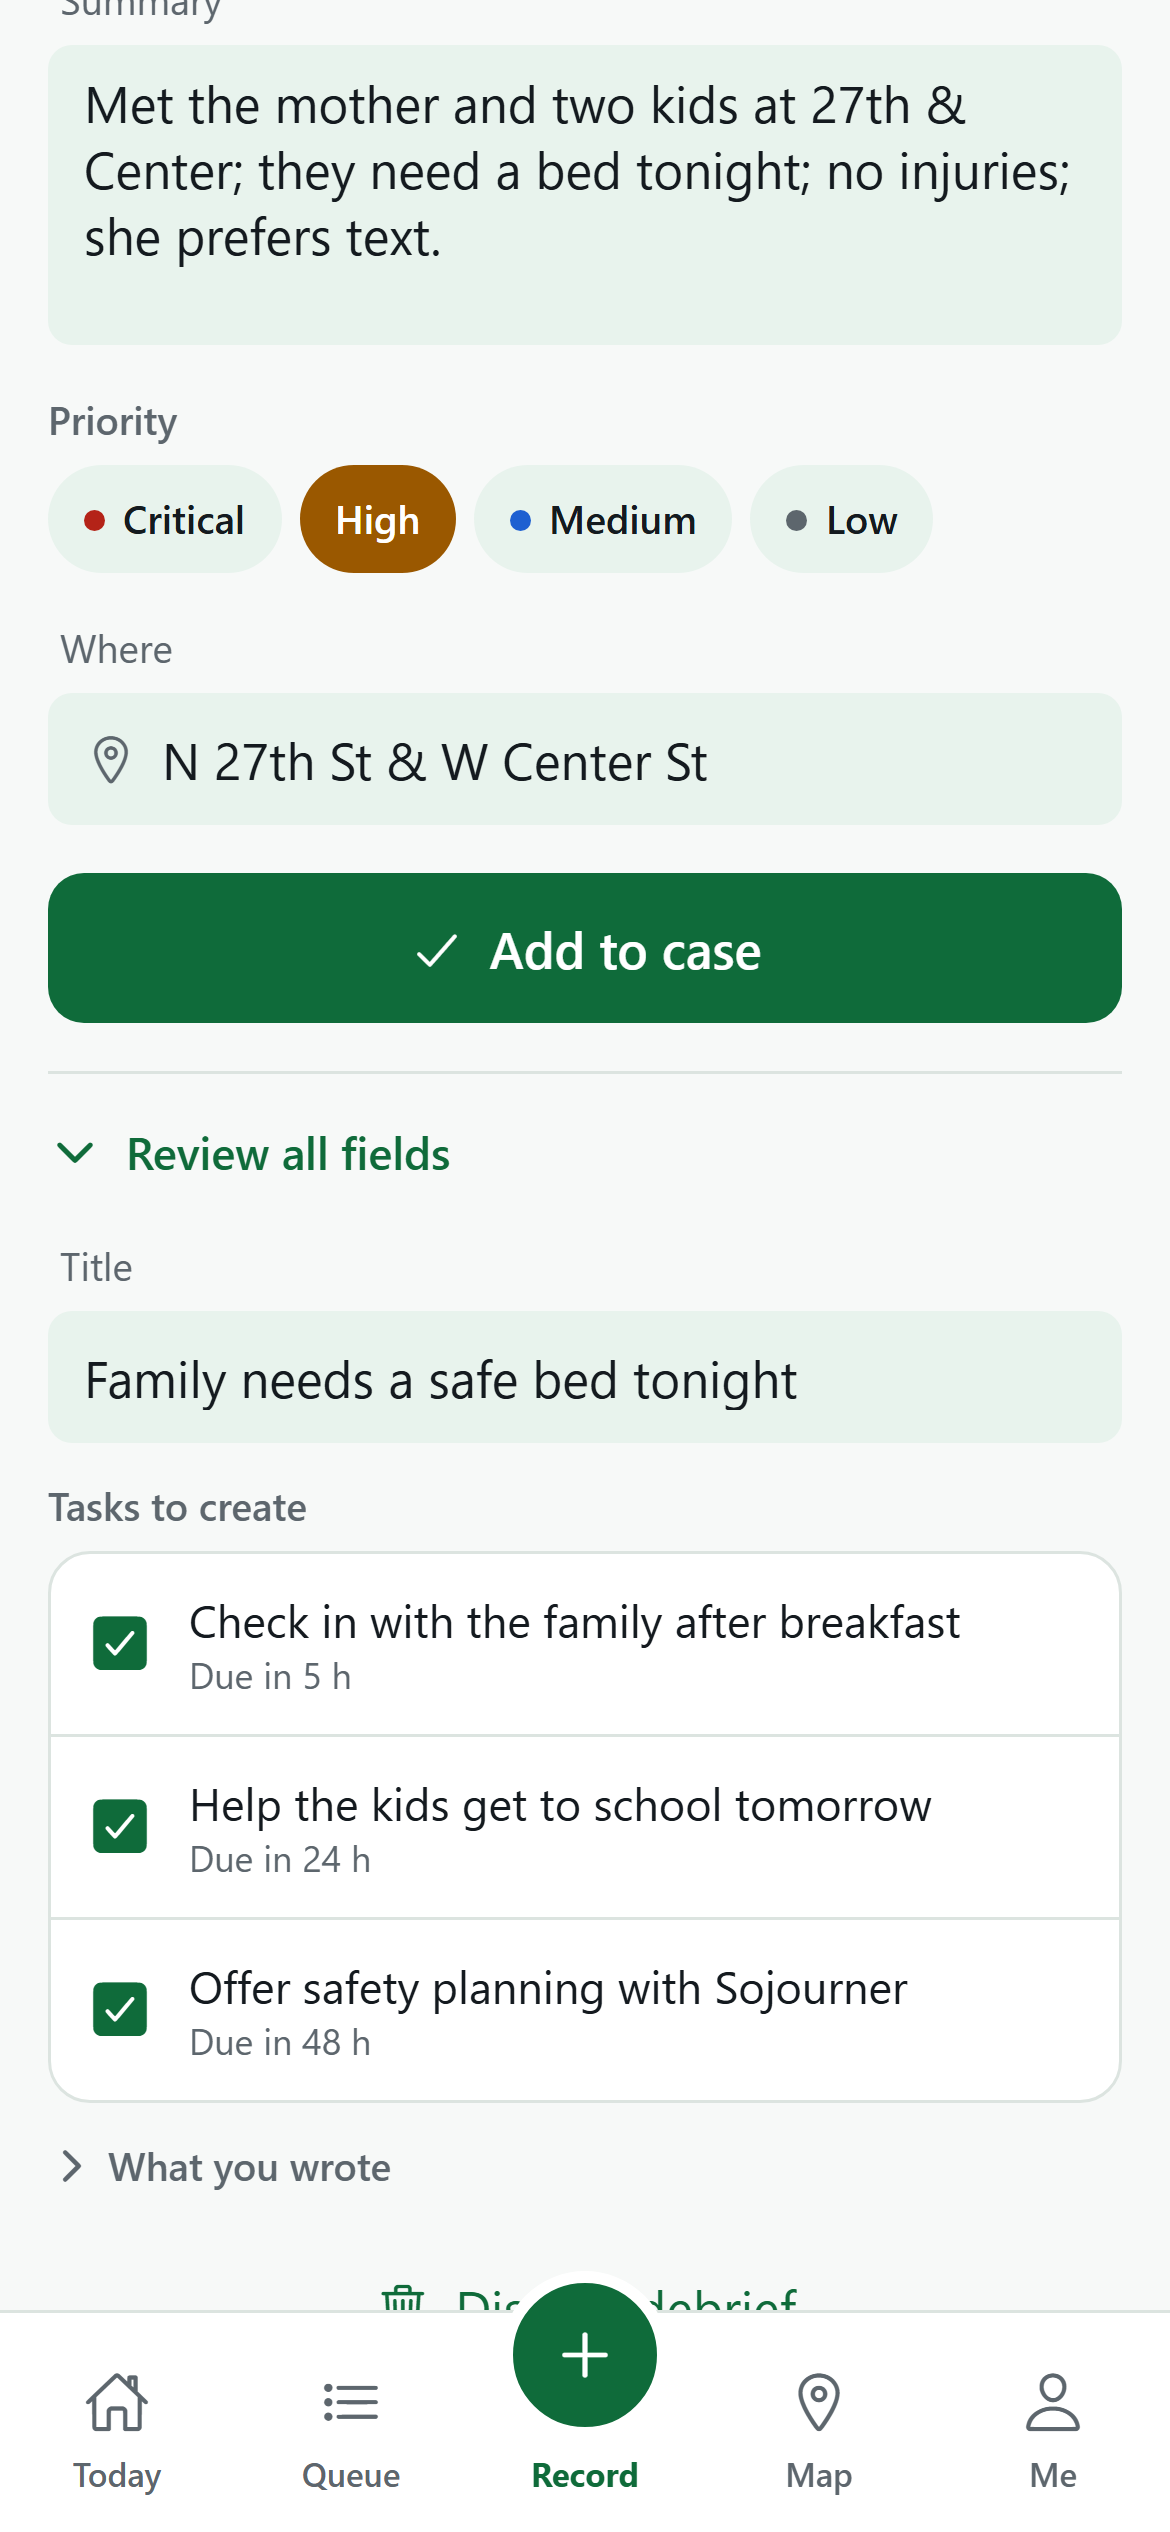 Summary
Met the mother and two kids at 27th &
Center; they need a bed tonight; no injuries;
she prefers text.
Priority
Critical High Medium Low
Where
N 27th St & W Center St
Add to case
Review all fields
Title
Family needs a safe bed tonight
Tasks to create
Check in with the family after breakfast
Due in 5 h
Help the kids get to school tomorrow
Due in 24 h
Offer safety planning with Sojourner
Due in 48 h
What you wrote
debrief
Today Queue Record Map Me